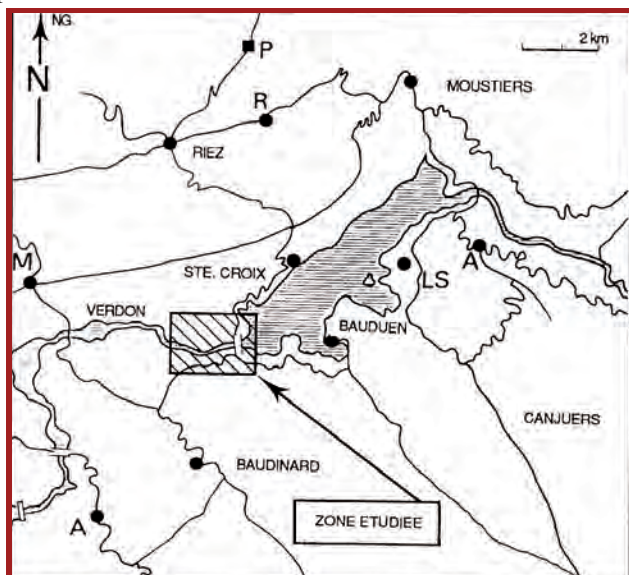 NG.
N
P
2 km
MOUSTIERS
R
RIEZ
M
STE. CROIX
LS
A
VERDON
BAUDUEN
CANJUERS
BAUDINARD
A
ZONE ETUDIEE